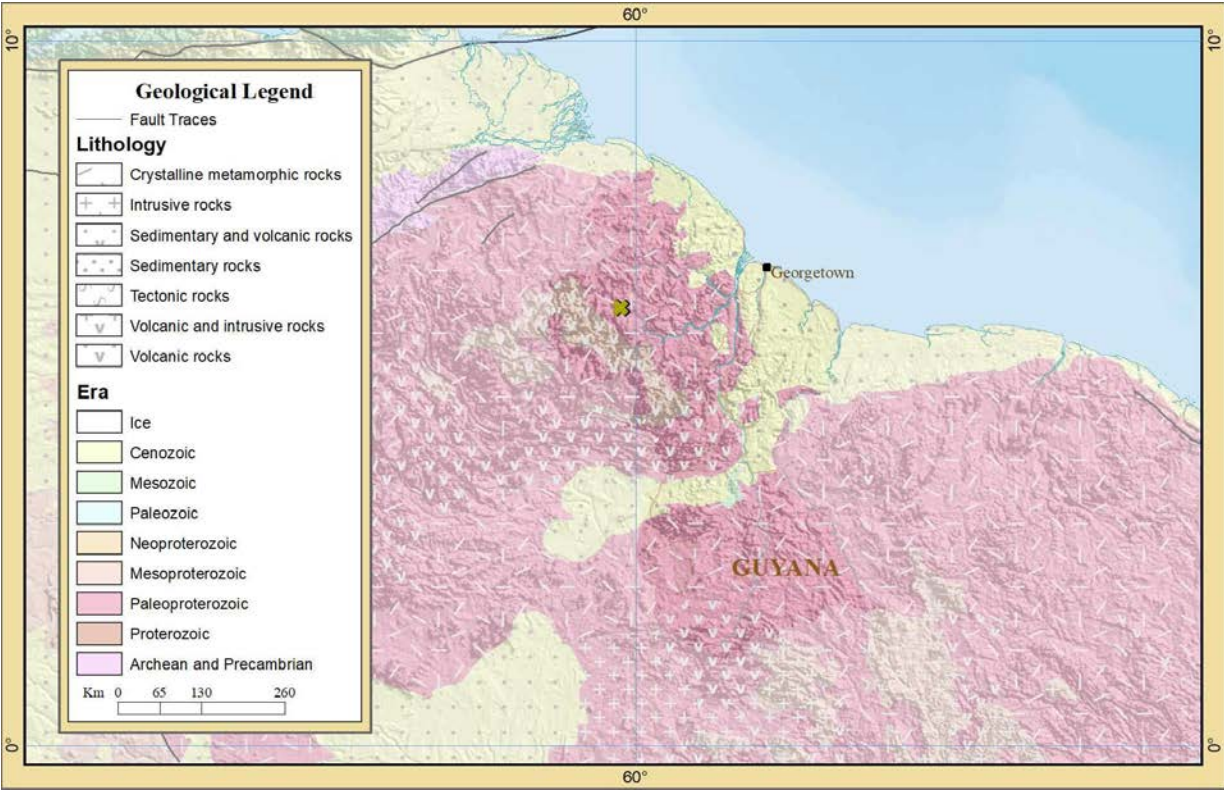 60°
10°
10°
Geological Legend
Fault Traces
Lithology
Crystalline metamorphic rocks
Intrusive rocks
Sedimentary and volcanic rocks
Sedimentary rocks
Tectonic rocks
Volcanic and intrusive rocks
Volcanic rocks
Era
Ice
Cenozoic
Mesozoic
Paleozoic
Neoproterozoic
Mesoproterozoic
Paleoproterozoic
Proterozoic
Archean and Precambrian
Km 0 65 130 260
Georgetown
GUYANA
0°
0°
60°